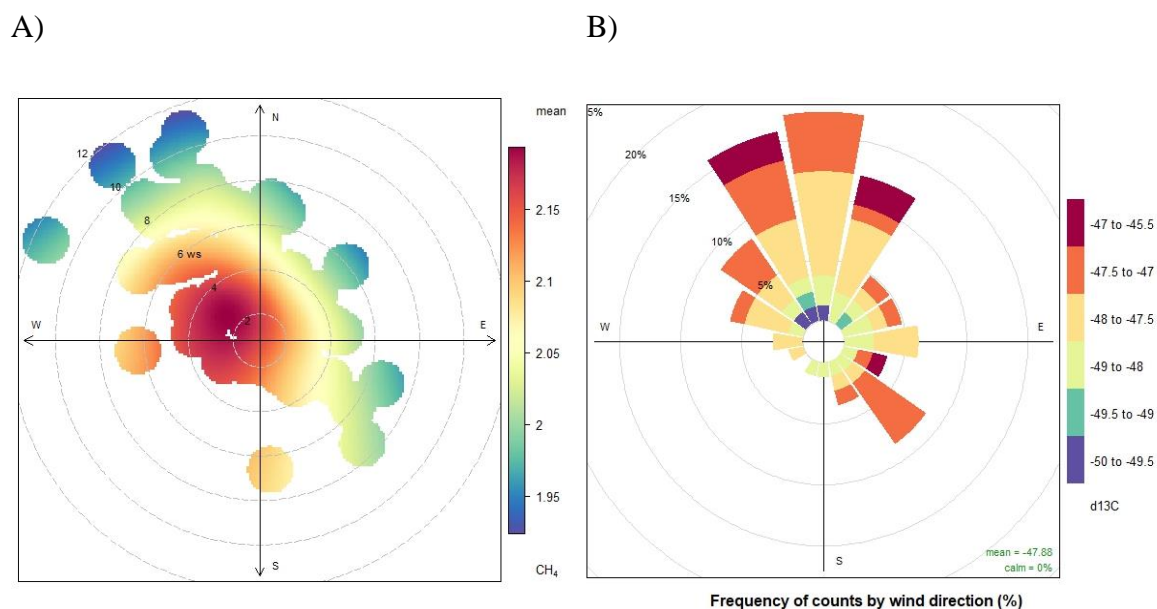 A)
B)
mean
N
12
10
8
6 ws
4
2
W
E
S
2.15
2.1
2.05
2
1.95
CH₄
5%
20%
15%
10%
5%
W
E
S
-47 to -45.5
-47.5 to -47
-48 to -47.5
-49 to -48
-49.5 to -49
-50 to -49.5
d13C
mean = -47.88
calm = 0%
Frequency of counts by wind direction (%)